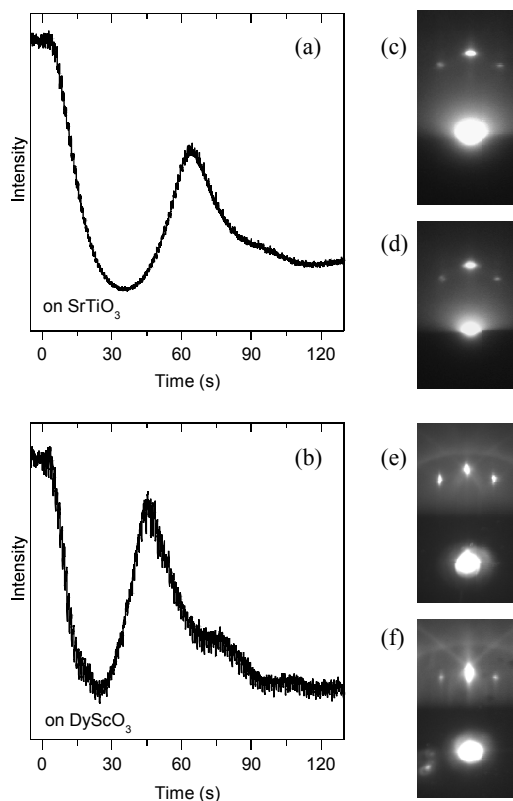 (a)
Intensity
on SrTiO3
0 30 60 90 120
Time (s)
(b)
Intensity
on DyScO3
0 30 60 90 120
Time (s)
(c)
(d)
(e)
(f)